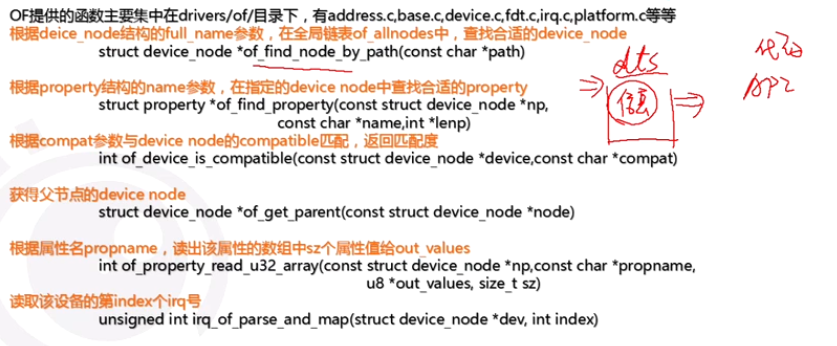 OF提供的函数主要集中在drivers/of/目录下，有address.c,base.c,device.c,fdt.c,irq.c,platform.c等等
根据deice_node结构的full_name参数，在全局链表of_allnodes中，查找合适的device_node
struct device_node *of_find_node_by_path(const char *path)
根据property结构的name参数，在指定的device node中查找合适的property
struct property *of_find_property(const struct device_node *np,
const char *name,int *lenp)
根据compat参数与device node的compatible匹配，返回匹配度
int of_device_is_compatible(const struct device_node *device,const char *compat)
获得父节点的device node
struct device_node *of_get_parent(const struct device_node *node)
根据属性名propname，读出该属性的数组中sz个属性值给out_values
int of_property_read_u32_array(const struct device_node *np,const char *propname,
u8 *out_values, size_t sz)
读取该设备的第index个irq号
unsigned int irq_of_parse_and_map(struct device_node *dev, int index)
dts
信息
代码
API